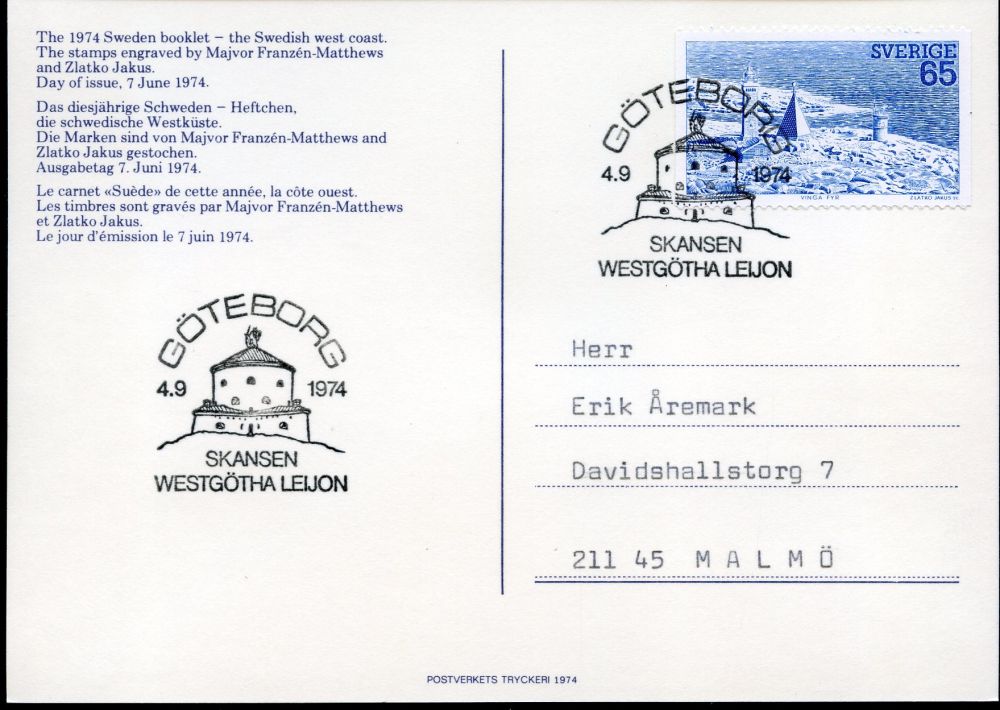 The 1974 Sweden booklet – the Swedish west coast.
The stamps engraved by Majvor Franzén-Matthews
and Zlatko Jakus.
Day of issue, 7 June 1974.
Das diesjährige Schweden – Heftchen,
die schwedische Westküste.
Die Marken sind von Majvor Franzén-Matthews and
Zlatko Jakus gestochen.
Ausgabetag 7. Juni 1974.
Le carnet «Suède» de cette année, la côte ouest.
Les timbres sont gravés par Majvor Franzén-Matthews
et Zlatko Jakus.
Le jour d'émission le 7 juin 1974.
SVERIGE
65
VINGA FYR
ZLATKO JAKUS SC
GÖTEBORG
4.9 1974
SKANSEN
WESTGÖTHA LEIJON
GÖTEBORG
4.9 1974
SKANSEN
WESTGÖTHA LEIJON
Herr
Erik Åremark
Davidshallstorg 7
211 45 M A L M Ö
POSTVERKETS TRYCKERI 1974